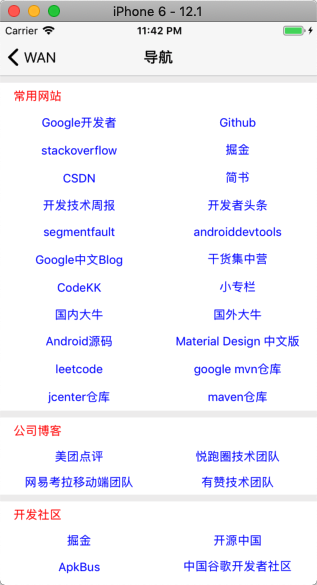 iPhone 6 - 12.1
Carrier 11:42 PM
WAN 导航
常用网站
Google开发者 Github
stackoverflow 掘金
CSDN 简书
开发技术周报 开发者头条
segmentfault androiddevtools
Google中文Blog 干货集中营
CodeKK 小专栏
国内大牛 国外大牛
Android源码 Material Design 中文版
leetcode google mvn仓库
jcenter仓库 maven仓库
公司博客
美团点评 悦跑圈技术团队
网易考拉移动端团队 有赞技术团队
开发社区
掘金 开源中国
ApkBus 中国谷歌开发者社区